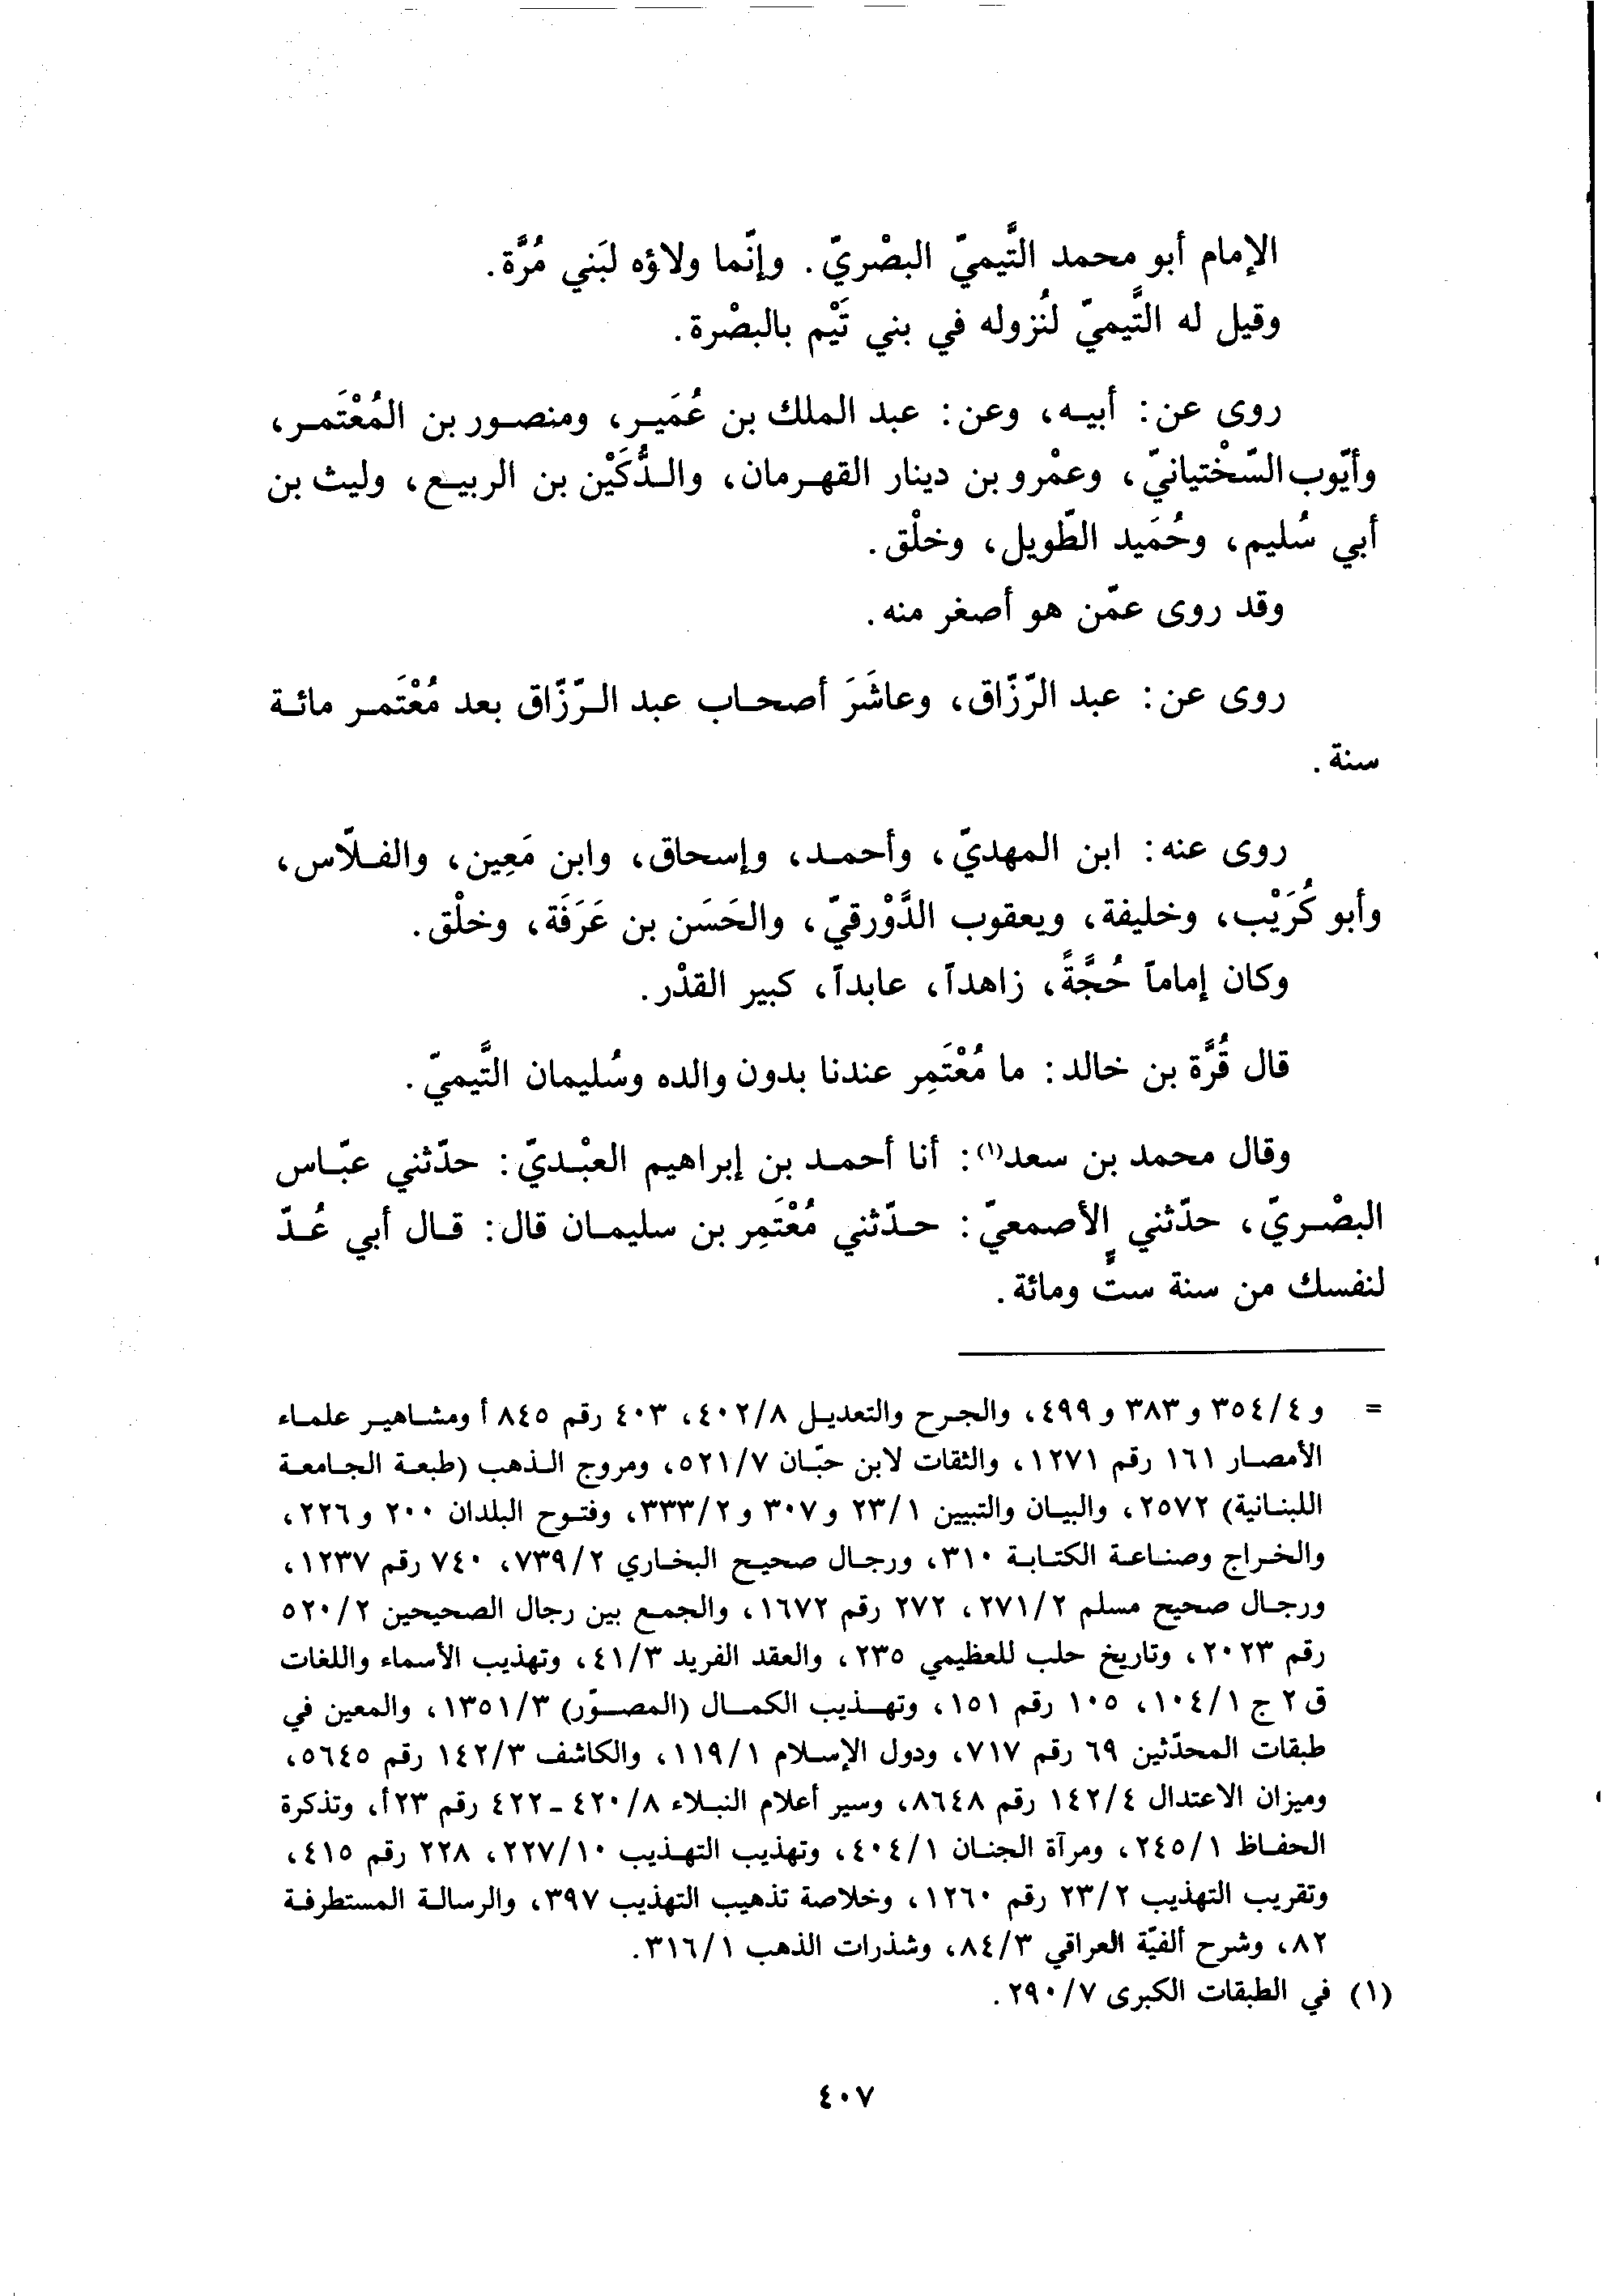 الإمام أبو محمد التَّيميّ البصْريّ. وإنّما ولاؤه لبَني مُرَّة.
وقيل له التَّيميّ لنُزوله في بني تَيْم بالبصْرة.
روى عن: أبيه، وعن: عبد الملك بن عُمَير، ومنصور بن المُعْتَمر،
وأيّوب السّخْتيانيّ، وعمْرو بن دينار القهرمان، والدُّكَيْن بن الربيع، وليث بن
أبي سُليم، وحُمَيد الطّويل، وخلْق.
وقد روى عمّن هو أصغر منه.
روى عن: عبد الرّزّاق، وعاشَرَ أصحاب عبد الرّزّاق بعد مُعْتَمر مائة
سنة.
روى عنه: ابن المهديّ، وأحمد، وإسحاق، وابن مَعِين، والفلّاس،
وأبو كُرَيْب، وخليفة، ويعقوب الدَّوْرقيّ، والحَسَن بن عَرَفَة، وخلْق.
وكان إماماً حُجَّةً، زاهداً، عابداً، كبير القدْر.
قال قُرَّة بن خالد: ما مُعْتَمِر عندنا بدون والده وسُليمان التَّيميّ.
وقال محمد بن سعد(١): أنا أحمد بن إبراهيم العبْديّ: حدّثني عبّاس
البصْريّ، حدّثني الأصمعيّ: حدّثني مُعْتَمِر بن سليمان قال: قال أبي عُدّ
لنفسك من سنة ستٍّ ومائة.
= و ٣٥٤/٤ و ٣٨٣ و ٤٩٩، والجرح والتعديل ٤٠٢/٨، ٤٠٣ رقم ٨٤٥ أ ومشاهير علماء
الأمصار ١٦١ رقم ١٢٧١، والثقات لابن حبّان ٥٢١/٧، ومروج الذهب (طبعة الجامعة
اللبنانية) ٢٥٧٢، والبيان والتبيين ٢٣/١ و ٣٠٧ و ٣٣٣/٢، وفتوح البلدان ٢٠٠ و ٢٢٦،
والخراج وصناعة الكتابة ٣١٠، ورجال صحيح البخاري ٧٣٩/٢، ٧٤٠ رقم ١٢٣٧،
ورجال صحيح مسلم ٢٧١/٢، ٢٧٢ رقم ١٦٧٢، والجمع بين رجال الصحيحين ٥٢٠/٢
رقم ٢٠٢٣، وتاريخ حلب للعظيمي ٢٣٥، والعقد الفريد ٤١/٣، وتهذيب الأسماء واللغات
ق ٢ ج ١٠٤/١، ١٠٥ رقم ١٥١، وتهذيب الكمال (المصوّر) ١٣٥١/٣، والمعين في
طبقات المحدّثين ٦٩ رقم ٧١٧، ودول الإسلام ١١٩/١، والكاشف ١٤٢/٣ رقم ٥٦٤٥،
وميزان الاعتدال ١٤٢/٤ رقم ٨٦٤٨، وسير أعلام النبلاء ٤٢٠/٨ - ٤٢٢ رقم ١٢٣أ، وتذكرة
الحفاظ ٢٤٥/١، ومرآة الجنان ٤٠٤/١، وتهذيب التهذيب ٢٢٧/١٠، ٢٢٨ رقم ٤١٥،
وتقريب التهذيب ٢٣/٢ رقم ١٢٦٠، وخلاصة تذهيب التهذيب ٣٩٧، والرسالة المستطرفة
٨٢، وشرح ألفيّة العراقي ٨٤/٣، وشذرات الذهب ٣١٦/١.
(١) في الطبقات الكبرى ٢٩٠/٧.
٤٠٧